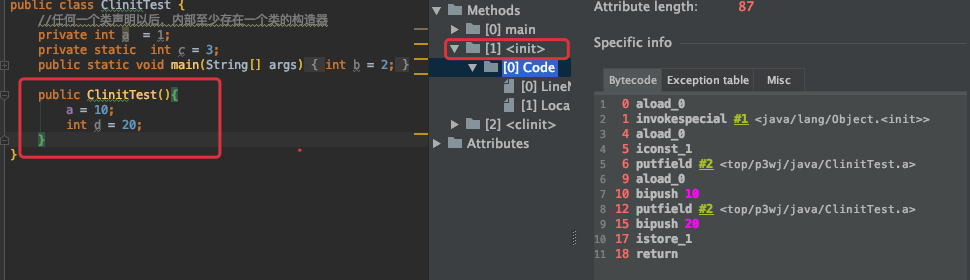 public class ClinitTest {
//任何一个类声明以后，内部至少存在一个类的构造器
private int a = 1;
private static int c = 3;
public static void main(String[] args) { int b = 2; }
public ClinitTest(){
a = 10;
int d = 20;
}
}
Methods
[0] main
[1] <init>
[0] Code
[0] LineM
[1] Loca
[2] <clinit>
Attributes
Attribute length: 87
Specific info
Bytecode Exception table Misc
1 0 aload_0
2 1 invokespecial #1 <java/lang/Object.<init>>
3 4 aload_0
4 5 iconst_1
5 6 putfield #2 <top/p3wj/java/ClinitTest.a>
6 9 aload_0
7 10 bipush 10
8 12 putfield #2 <top/p3wj/java/ClinitTest.a>
9 15 bipush 20
10 17 istore_1
11 18 return